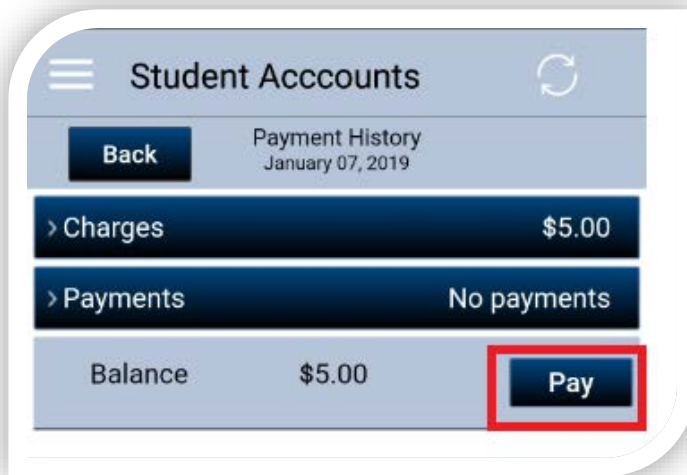 Student Acccounts
Back
Payment History
January 07, 2019
Charges $5.00
Payments No payments
Balance $5.00 Pay